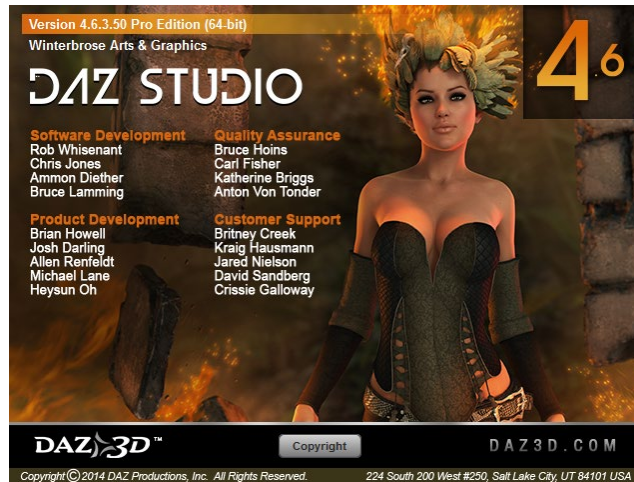 Version 4.6.3.50 Pro Edition (64-bit)
4.6
Winterbrose Arts & Graphics
DAZ STUDIO
Software Development
Rob Whisenant
Chris Jones
Ammon Diether
Bruce Lamming
Quality Assurance
Bruce Hoins
Carl Fisher
Katherine Briggs
Anton Von Tonder
Product Development
Brian Howell
Josh Darling
Allen Renfeldt
Michael Lane
Heysun Oh
Customer Support
Britney Creek
Kraig Hausmann
Jared Nielson
David Sandberg
Crissie Galloway
DAZ 3D™
Copyright
DAZ3D.COM
Copyright © 2014 DAZ Productions, Inc. All Rights Reserved.
224 South 200 West #250, Salt Lake City, UT 84101 USA